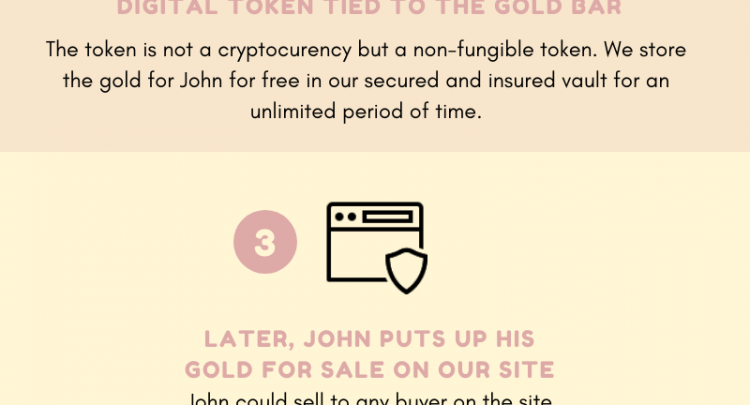 DIGITAL TOKEN TIED TO THE GOLD BAR
The token is not a cryptocurency but a non-fungible token. We store
the gold for John for free in our secured and insured vault for an
unlimited period of time.
3
LATER, JOHN PUTS UP HIS
GOLD FOR SALE ON OUR SITE
John could sell to any buyer on the site